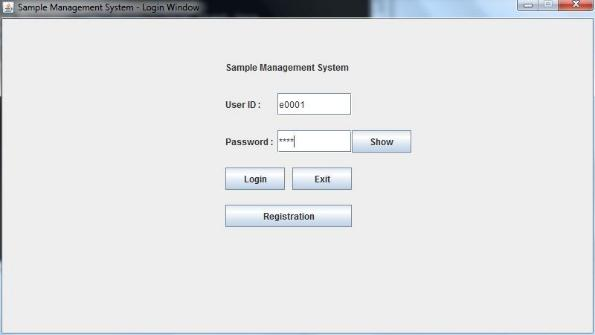 Sample Management System - Login Window
Sample Management System
User ID : e0001
Password : **** Show
Login Exit
Registration